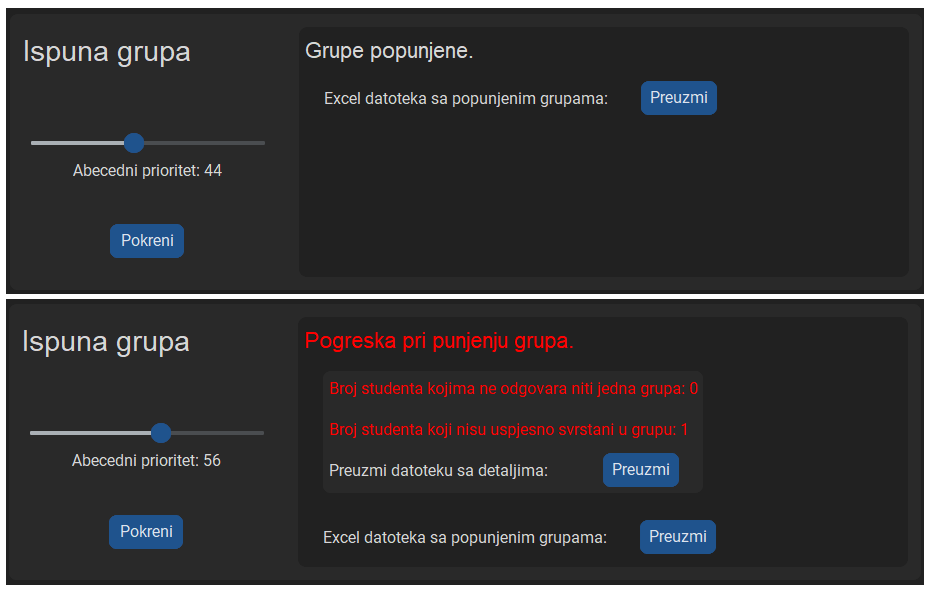 Ispuna grupa
Abecedni prioritet: 44
Pokreni
Grupe popunjene.
Excel datoteka sa popunjenim grupama: Preuzmi
Ispuna grupa
Abecedni prioritet: 56
Pokreni
Pogreska pri punjenju grupa.
Broj studenta kojima ne odgovara niti jedna grupa: 0
Broj studenta koji nisu uspjesno svrstani u grupu: 1
Preuzmi datoteku sa detaljima: Preuzmi
Excel datoteka sa popunjenim grupama: Preuzmi